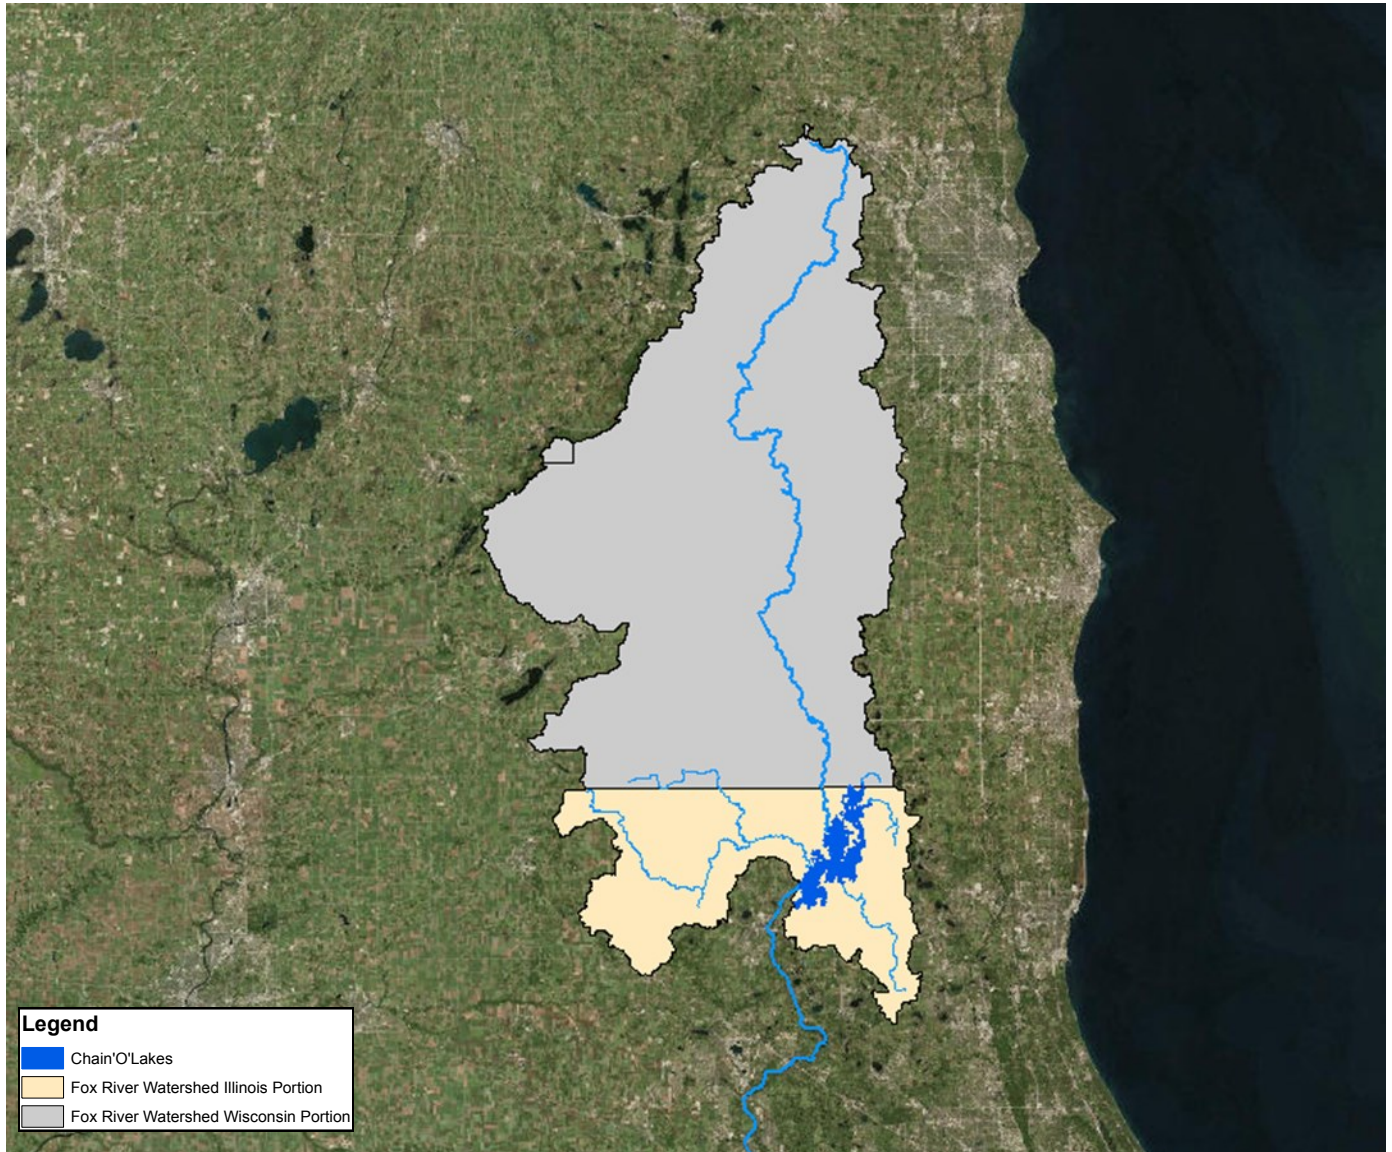 Legend
Chain'O'Lakes
Fox River Watershed Illinois Portion
Fox River Watershed Wisconsin Portion